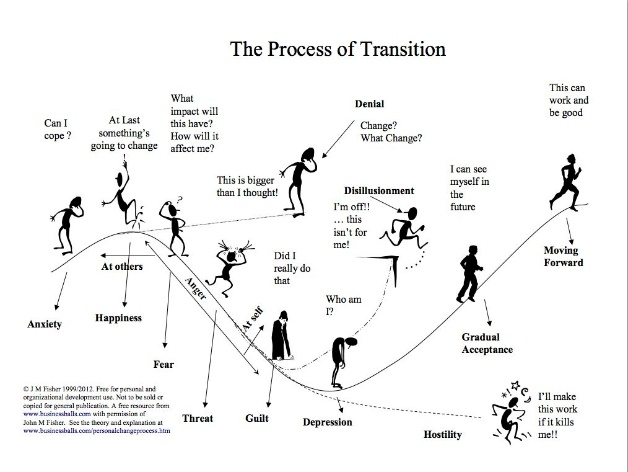 The Process of Transition
Can I
cope ?
At Last
something's
going to change
What
impact will
this have?
How will it
affect me?
Denial
Change?
What Change?
This can
work and
be good
This is bigger
than I thought!
Disillusionment
I'm off!!
… this
isn't for
me!
I can see
myself in
the
future
At others
Anger
Did I
really do
that
At self
Who am
I?
Moving
Forward
Anxiety
Happiness
Fear
Gradual
Acceptance
Threat
Guilt
Depression
Hostility
I'll make
this work
if it kills
me!!
© J M Fisher 1999/2012. Free for personal and
organizational development use. Not to be sold or
copied for general publication. A free resource from
www.businessballs.com with permission of
John M Fisher. See the theory and explanation at
www.businessballs.com/personalchangeprocess.htm